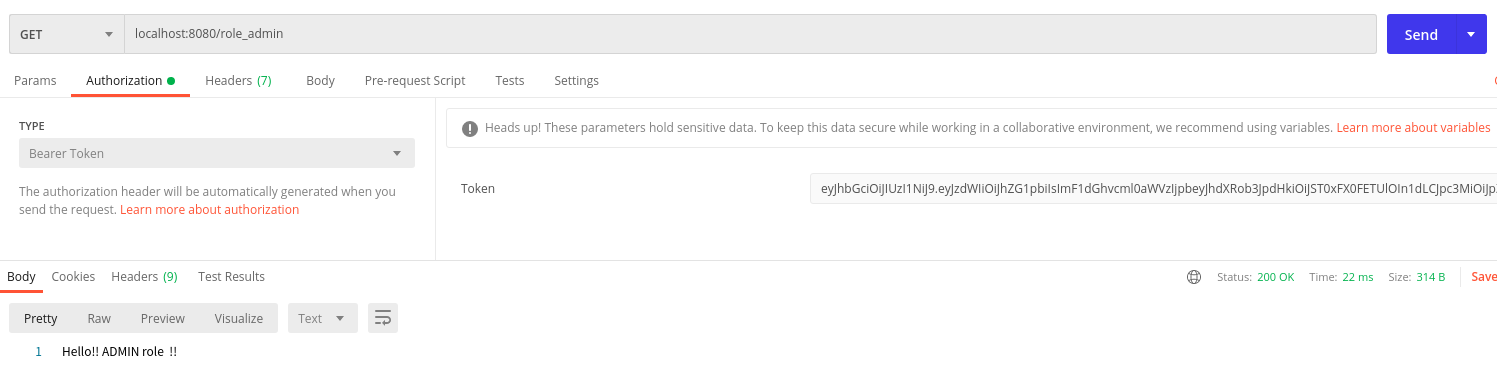 GET localhost:8080/role_admin Send
Params Authorization Headers (7) Body Pre-request Script Tests Settings
TYPE
Bearer Token
The authorization header will be automatically generated when you
send the request. Learn more about authorization
Heads up! These parameters hold sensitive data. To keep this data secure while working in a collaborative environment, we recommend using variables. Learn more about variables
Token eyJhbGciOiJIUzI1NiJ9.eyJzdWIiOiJhZG1pbiIsImF1dGhvcml0aWVzIjpbeyJhdXRob3JpdHkiOiJST0xFX0FETUlOIn1dLCJpc3MiOiJp
Body Cookies Headers (9) Test Results Status: 200 OK Time: 22 ms Size: 314 B Save
Pretty Raw Preview Visualize Text
1 Hello!! ADMIN role !!